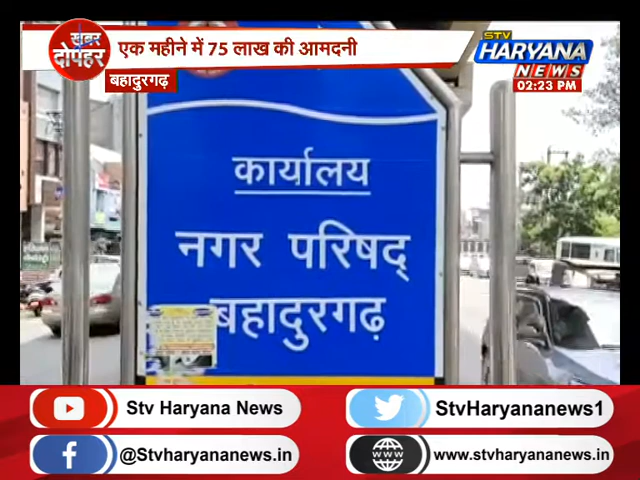 खबर
दोपहर
एक महीने में 75 लाख की आमदनी
बहादुरगढ़
STV
HARYANA
NEWS
02:23 PM
कार्यालय
नगर परिषद्
बहादुरगढ़
Stv Haryana News
StvHaryananews1
@Stvharyananews.in
www.stvharyananews.in